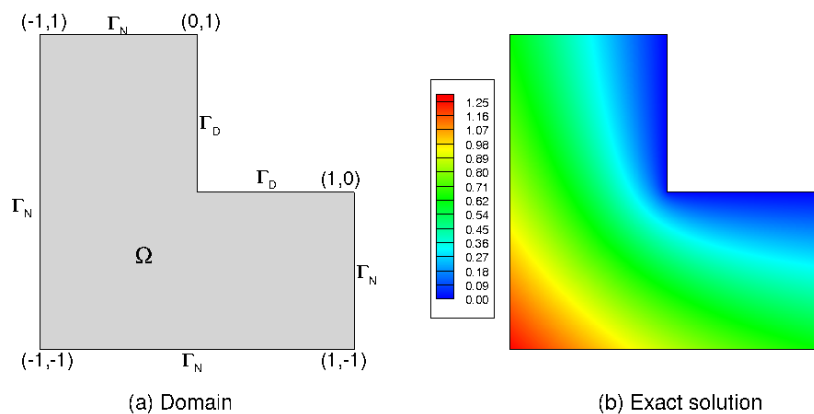 (-1,1)
Γ_N
(0,1)
Γ_D
Γ_D
(1,0)
Γ_N
Ω
Γ_N
(-1,-1)
Γ_N
(1,-1)
(a) Domain
1.25
1.16
1.07
0.98
0.89
0.80
0.71
0.62
0.54
0.45
0.36
0.27
0.18
0.09
0.00
(b) Exact solution